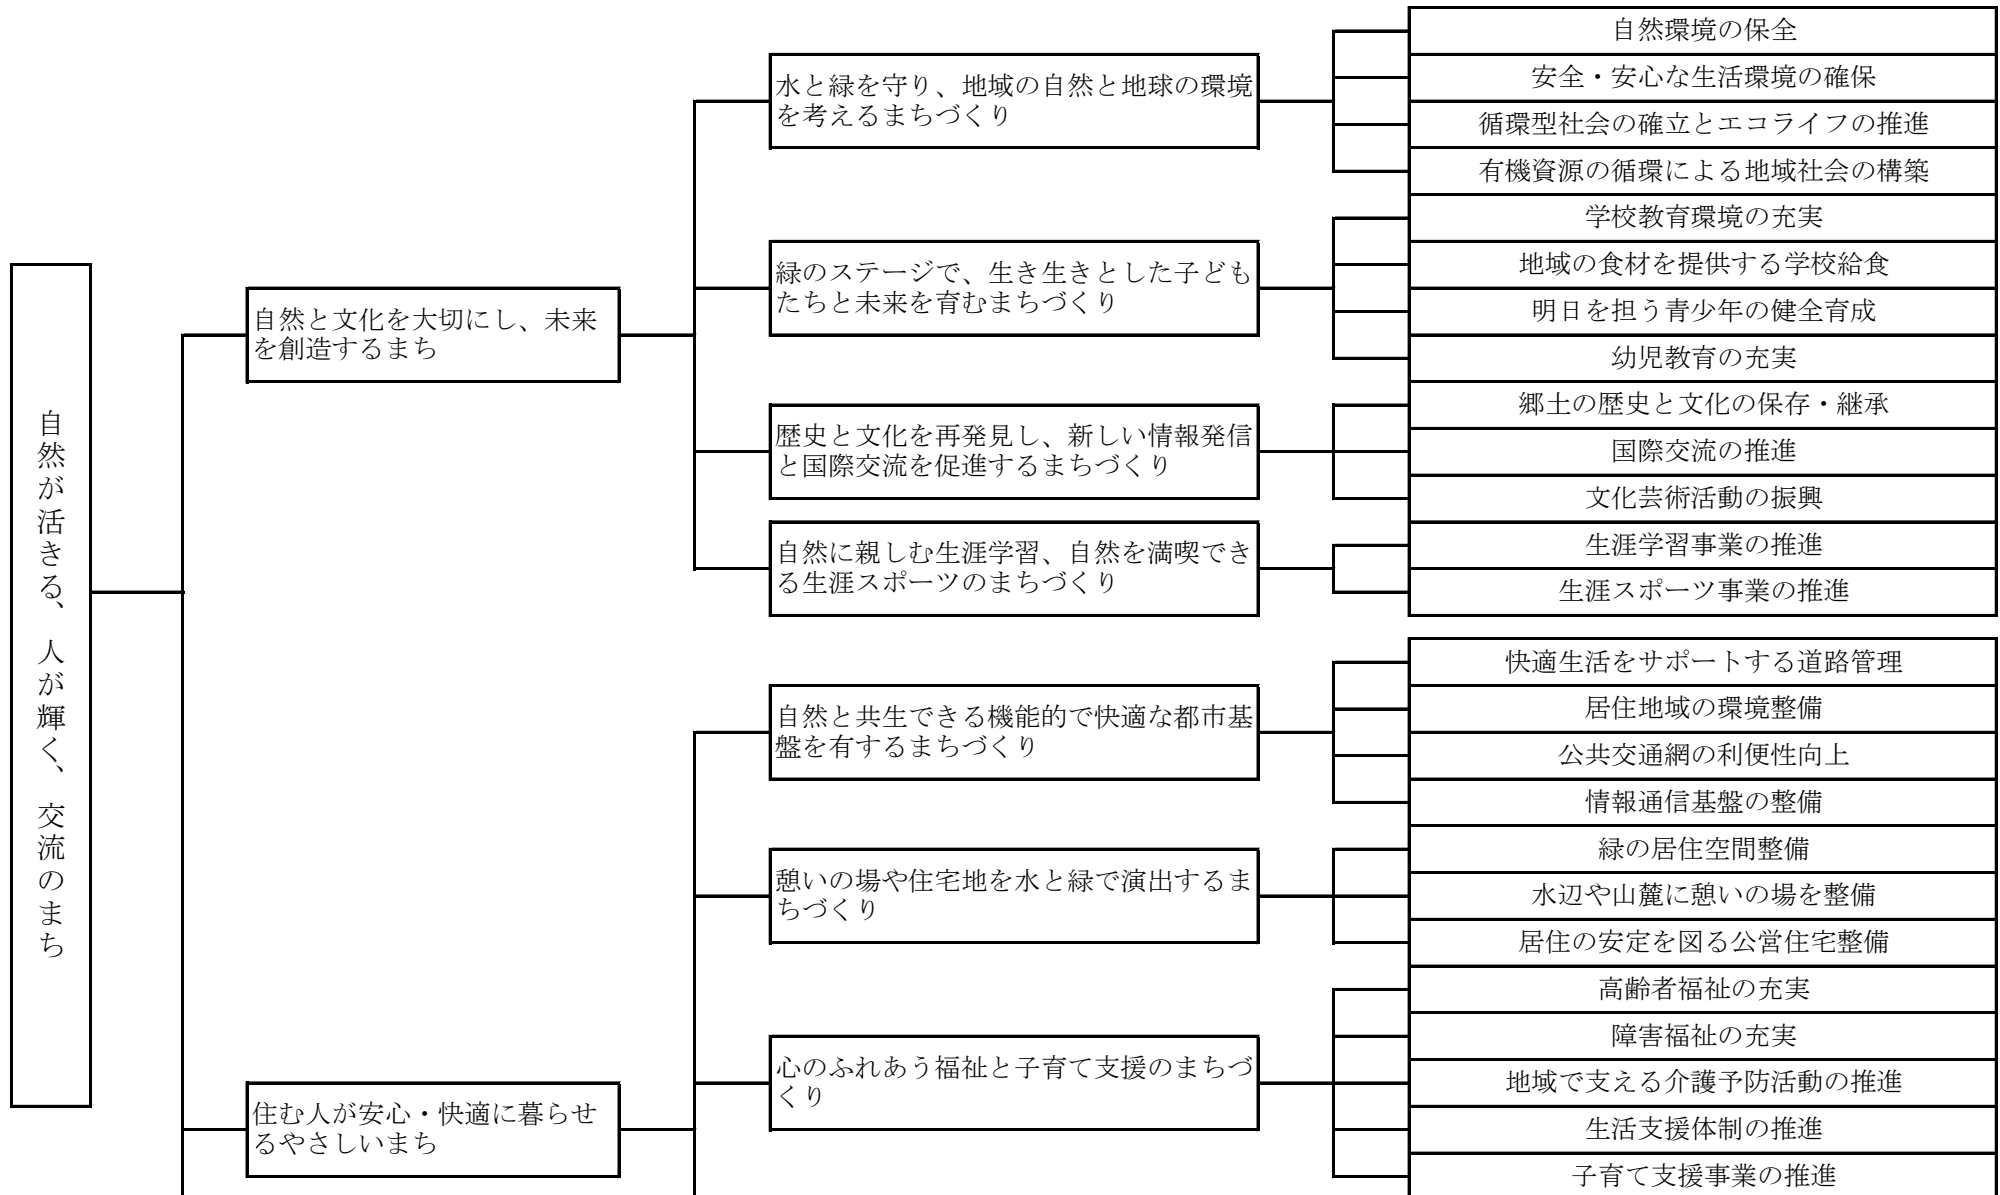 自然が活きる、人が輝く、交流のまち
自然と文化を大切にし、未来
を創造するまち
水と緑を守り、地域の自然と地球の環境
を考えるまちづくり
自然環境の保全
安全・安心な生活環境の確保
循環型社会の確立とエコライフの推進
有機資源の循環による地域社会の構築
緑のステージで、生き生きとした子ども
たちと未来を育むまちづくり
学校教育環境の充実
地域の食材を提供する学校給食
明日を担う青少年の健全育成
幼児教育の充実
歴史と文化を再発見し、新しい情報発信
と国際交流を促進するまちづくり
郷土の歴史と文化の保存・継承
国際交流の推進
文化芸術活動の振興
自然に親しむ生涯学習、自然を満喫でき
る生涯スポーツのまちづくり
生涯学習事業の推進
生涯スポーツ事業の推進
住む人が安心・快適に暮らせ
るやさしいまち
自然と共生できる機能的で快適な都市基
盤を有するまちづくり
快適生活をサポートする道路管理
居住地域の環境整備
公共交通網の利便性向上
情報通信基盤の整備
憩いの場や住宅地を水と緑で演出するま
ちづくり
緑の居住空間整備
水辺や山麓に憩いの場を整備
居住の安定を図る公営住宅整備
心のふれあう福祉と子育て支援のまちづ
くり
高齢者福祉の充実
障害福祉の充実
地域で支える介護予防活動の推進
生活支援体制の推進
子育て支援事業の推進